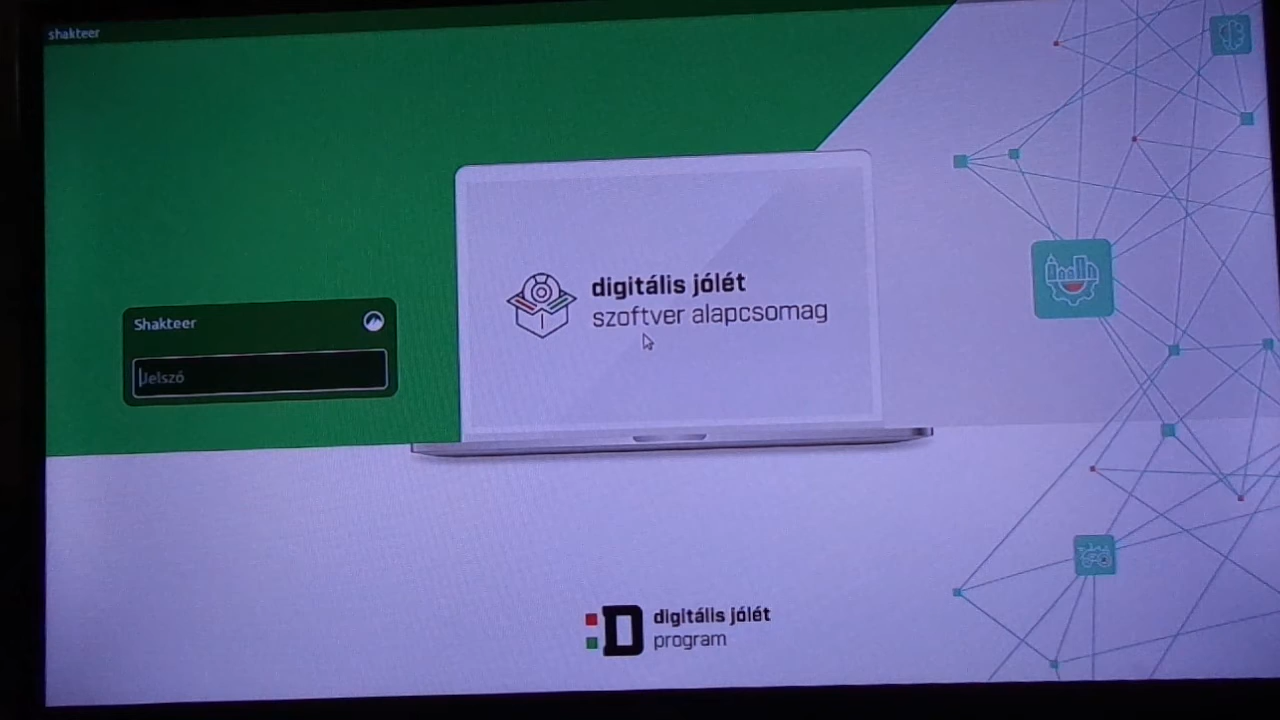 shakteer
Shakteer
Jelszó
digitális jólét
szoftver alapcsomag
digitális jólét
program